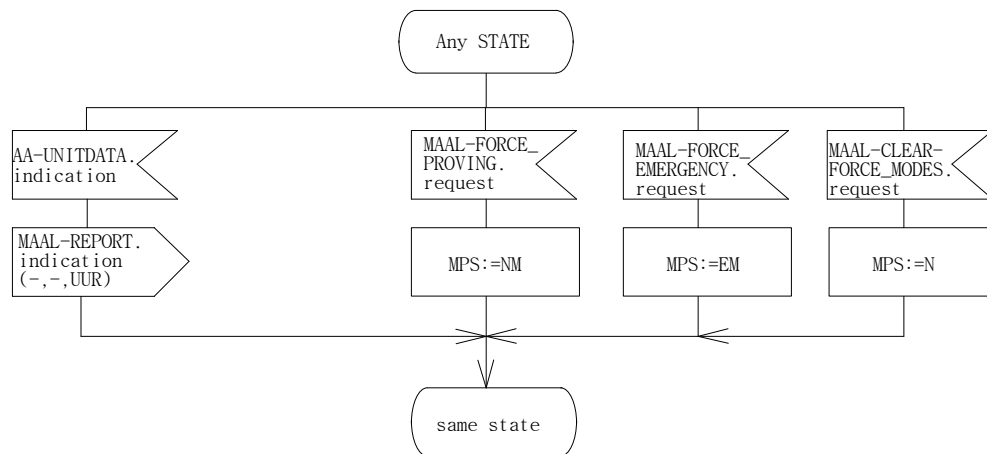 Any STATE
AA-UNITDATA.
indication
MAAL-FORCE_
PROVING.
request
MAAL-FORCE_
EMERGENCY.
request
MAAL-CLEAR-
FORCE_MODES.
request
MAAL-REPORT.
indication
(-,-,UUR)
MPS:=NM
MPS:=EM
MPS:=N
same state